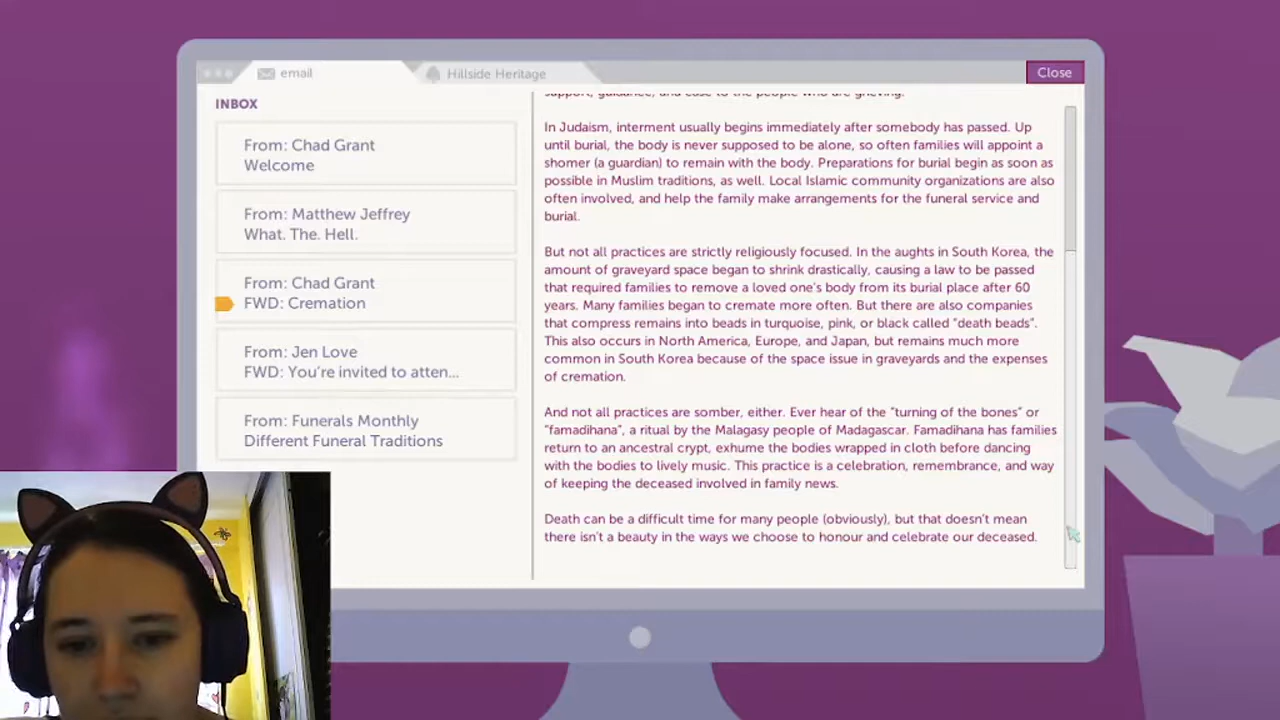 email
Hillside Heritage
Close
INBOX
From: Chad Grant
Welcome
From: Matthew Jeffrey
What. The. Hell.
From: Chad Grant
FWD: Cremation
From: Jen Love
FWD: You're invited to atten...
From: Funerals Monthly
Different Funeral Traditions
support, guidance, and ease to the people who are grieving.
In Judaism, interment usually begins immediately after somebody has passed. Up
until burial, the body is never supposed to be alone, so often families will appoint a
shomer (a guardian) to remain with the body. Preparations for burial begin as soon as
possible in Muslim traditions, as well. Local Islamic community organizations are also
often involved, and help the family make arrangements for the funeral service and
burial.
But not all practices are strictly religiously focused. In the aughts in South Korea, the
amount of graveyard space began to shrink drastically, causing a law to be passed
that required families to remove a loved one's body from its burial place after 60
years. Many families began to cremate more often. But there are also companies
that compress remains into beads in turquoise, pink, or black called "death beads".
This also occurs in North America, Europe, and Japan, but remains much more
common in South Korea because of the space issue in graveyards and the expenses
of cremation.
And not all practices are somber, either. Ever hear of the "turning of the bones" or
"famadihana", a ritual by the Malagasy people of Madagascar. Famadihana has families
return to an ancestral crypt, exhume the bodies wrapped in cloth before dancing
with the bodies to lively music. This practice is a celebration, remembrance, and way
of keeping the deceased involved in family news.
Death can be a difficult time for many people (obviously), but that doesn't mean
there isn't a beauty in the ways we choose to honour and celebrate our deceased.